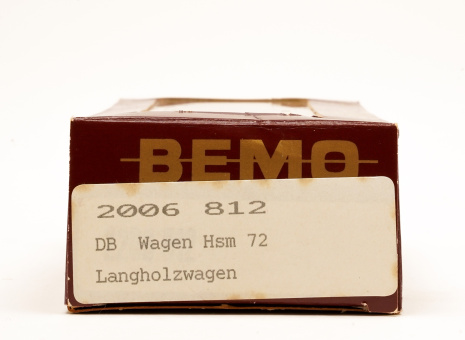 BEMO
2006 812
DB Wagen Hsm 72
Langholzwagen